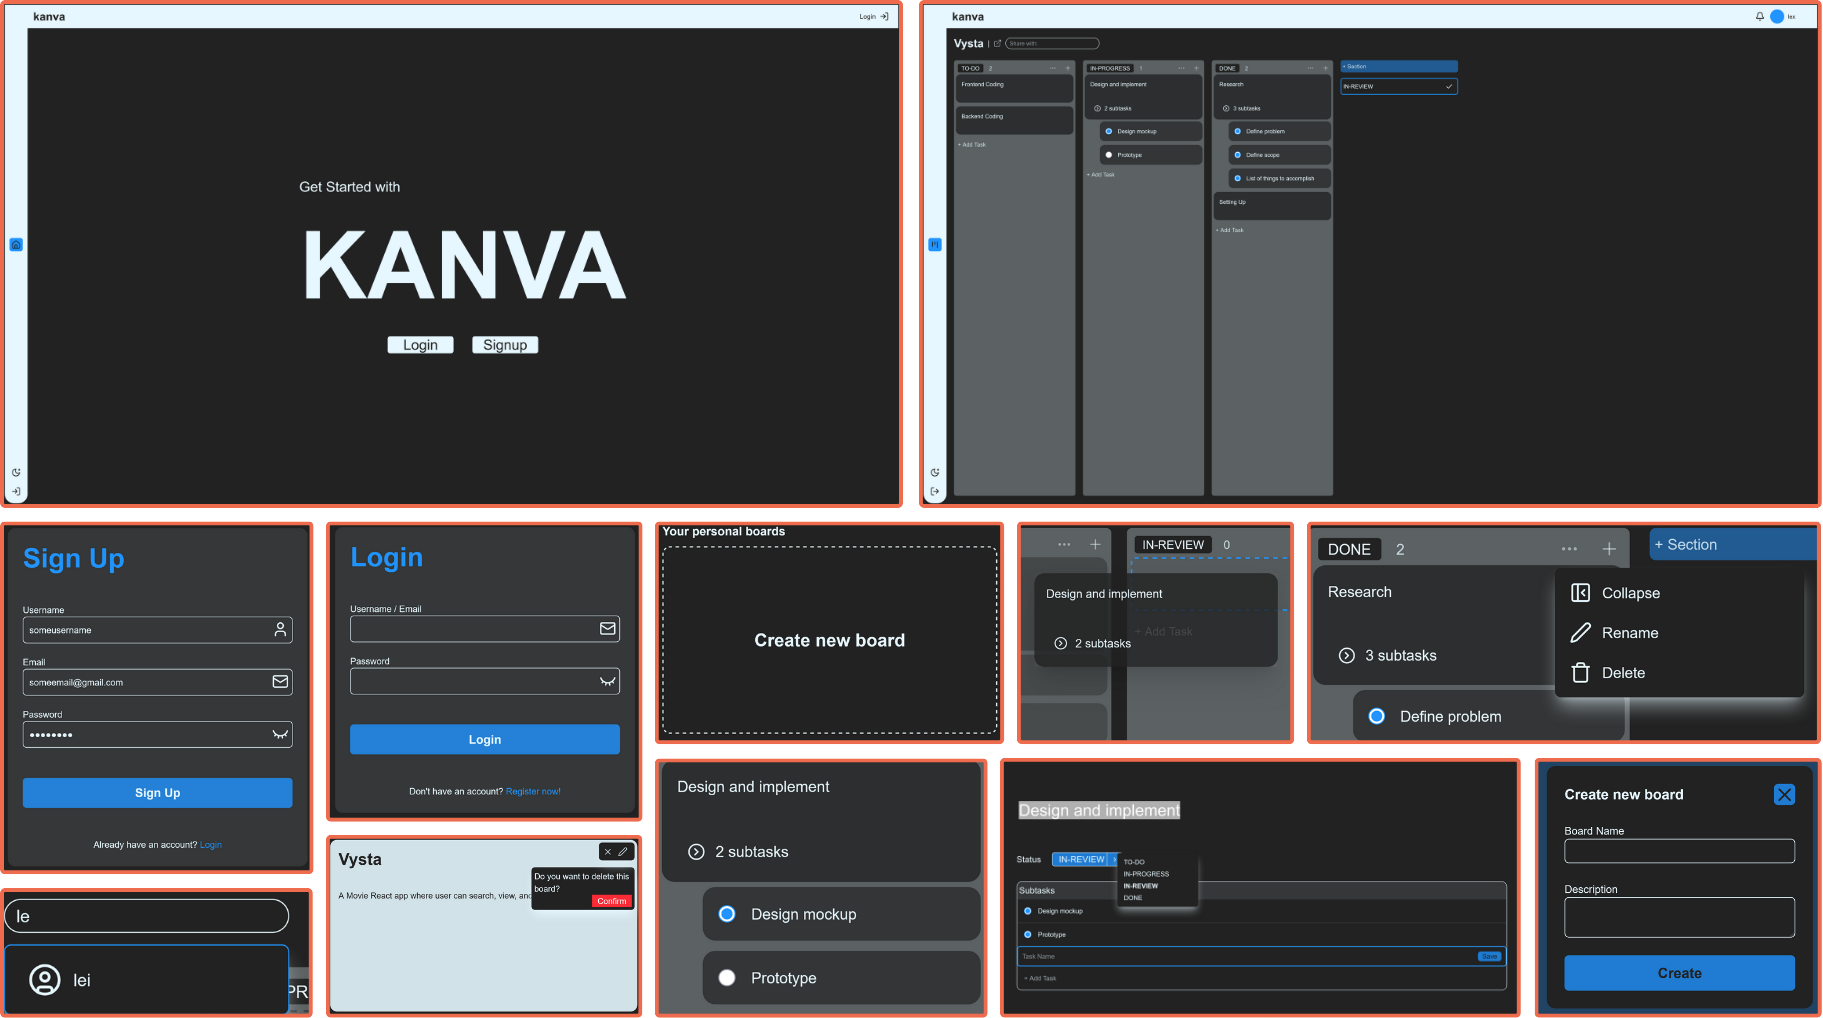 kanva
Login
Get Started with
KANVA
Login
Signup
kanva
lei
Vysta
Share with:
TO-DO 2
Frontend Coding
Backend Coding
+ Add Task
IN-PROGRESS 1
Design and implement
2 subtasks
Design mockup
Prototype
+ Add Task
DONE 2
Research
3 subtasks
Define problem
Define scope
List of things to accomplish
Setting Up
+ Add Task
+ Section
IN-REVIEW
Sign Up
Username
someusername
Email
someemail@gmail.com
Password
Sign Up
Already have an account? Login
Login
Username / Email
Password
Login
Don't have an account? Register now!
Your personal boards
Create new board
IN-REVIEW 0
Design and implement
+ Add Task
2 subtasks
DONE 2
+ Section
Research
3 subtasks
Define problem
Collapse
Rename
Delete
le
lei
PR
Vysta
Do you want to delete this
board?
Confirm
A Movie React app where user can search, view, and
Design and implement
2 subtasks
Design mockup
Prototype
Design and implement
Status IN-REVIEW
TO-DO
IN-PROGRESS
IN-REVIEW
DONE
Subtasks
Design mockup
Prototype
Task Name
Save
+ Add Task
Create new board
Board Name
Description
Create